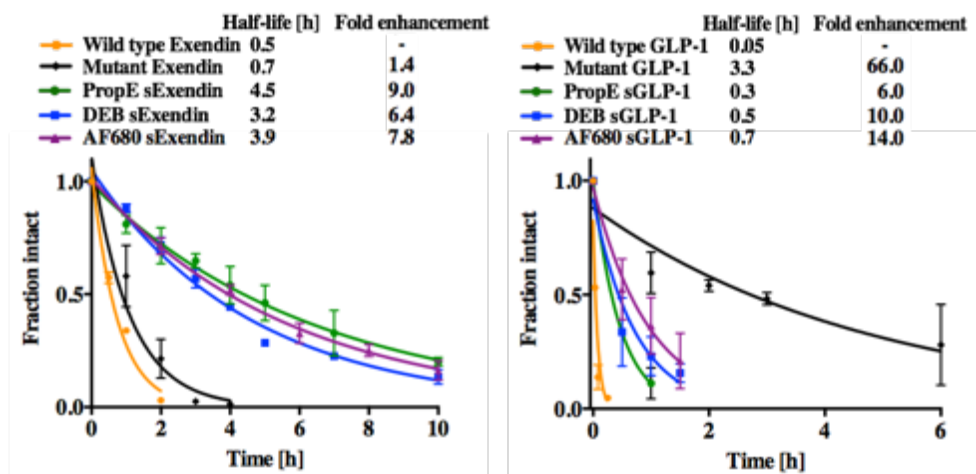 Half-life [h] Fold enhancement
Wild type Exendin 0.5 -
Mutant Exendin 0.7 1.4
PropE sExendin 4.5 9.0
DEB sExendin 3.2 6.4
AF680 sExendin 3.9 7.8
1.0
0.5
0.0
Fraction intact
0 2 4 6 8 10
Time [h]
Half-life [h] Fold enhancement
Wild type GLP-1 0.05 -
Mutant GLP-1 3.3 66.0
PropE sGLP-1 0.3 6.0
DEB sGLP-1 0.5 10.0
AF680 sGLP-1 0.7 14.0
1.0
0.5
0.0
Fraction intact
0 2 4 6
Time [h]